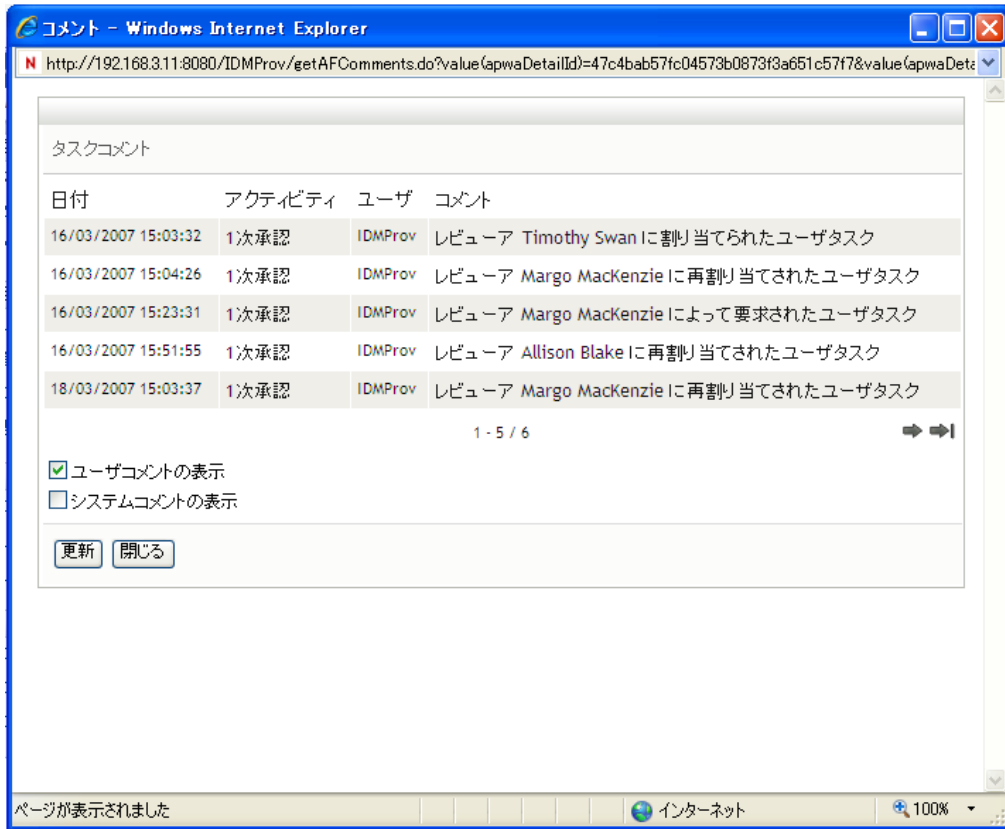 コメント - Windows Internet Explorer
N http://192.168.3.11:8080/IDMProv/getAFComments.do?value(apwaDetailId)=47c4bab57fc04573b0873f3a651c57f7&value(apwaDeta
タスクコメント
日付 アクティビティ ユーザ コメント
16/03/2007 15:03:32 1次承認 IDMProv レビューア Timothy Swan に割り当てられたユーザタスク
16/03/2007 15:04:26 1次承認 IDMProv レビューア Margo MacKenzie に再割り当てされたユーザタスク
16/03/2007 15:23:31 1次承認 IDMProv レビューア Margo MacKenzie によって要求されたユーザタスク
16/03/2007 15:51:55 1次承認 IDMProv レビューア Allison Blake に再割り当てされたユーザタスク
18/03/2007 15:03:37 1次承認 IDMProv レビューア Margo MacKenzie に再割り当てされたユーザタスク
1 - 5 / 6
ユーザコメントの表示
システムコメントの表示
更新 閉じる
ページが表示されました インターネット 100%